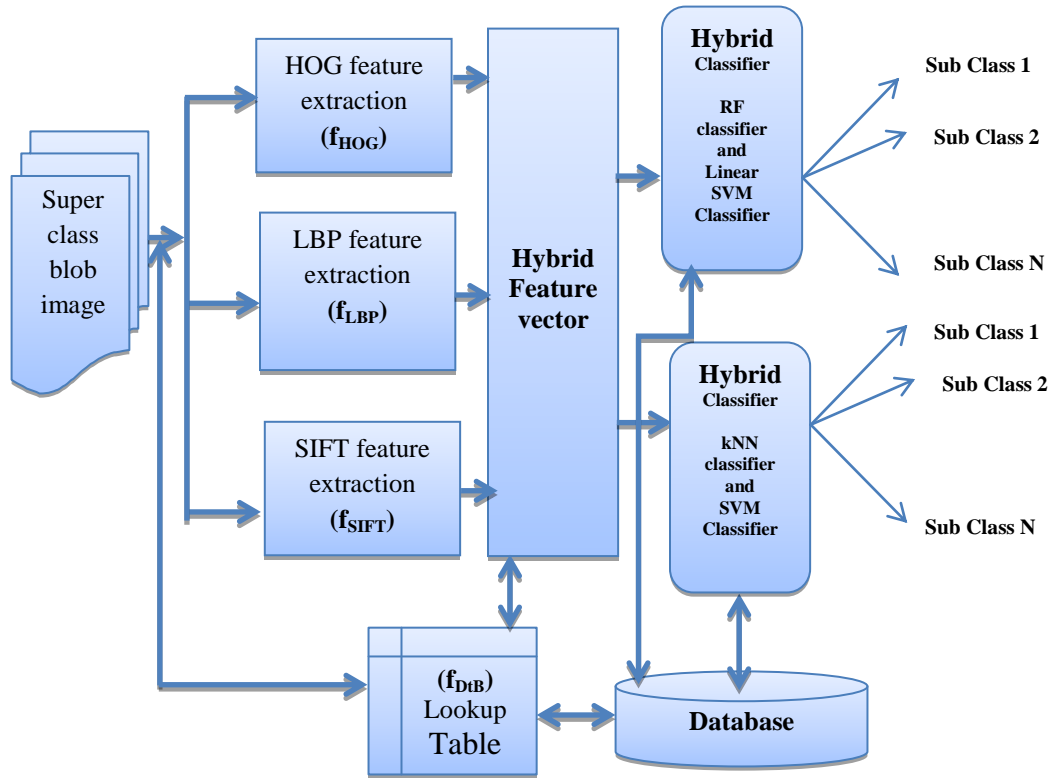 Super
class
blob
image
HOG feature
extraction
(fHOG)
LBP feature
extraction
(fLBP)
SIFT feature
extraction
(fSIFT)
Hybrid
Feature
vector
Hybrid
Classifier
RF
classifier
and
Linear
SVM
Classifier
Sub Class 1
Sub Class 2
Sub Class N
Hybrid
Classifier
kNN
classifier
and
SVM
Classifier
Sub Class 1
Sub Class 2
Sub Class N
(fDtB)
Lookup
Table
Database